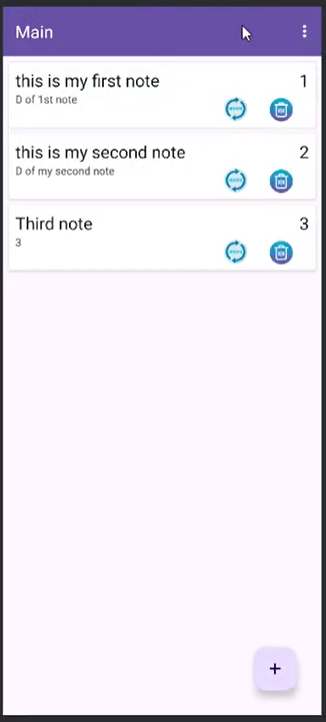 Main
this is my first note 1
D of 1st note
this is my second note 2
D of my second note
Third note 3
3
+